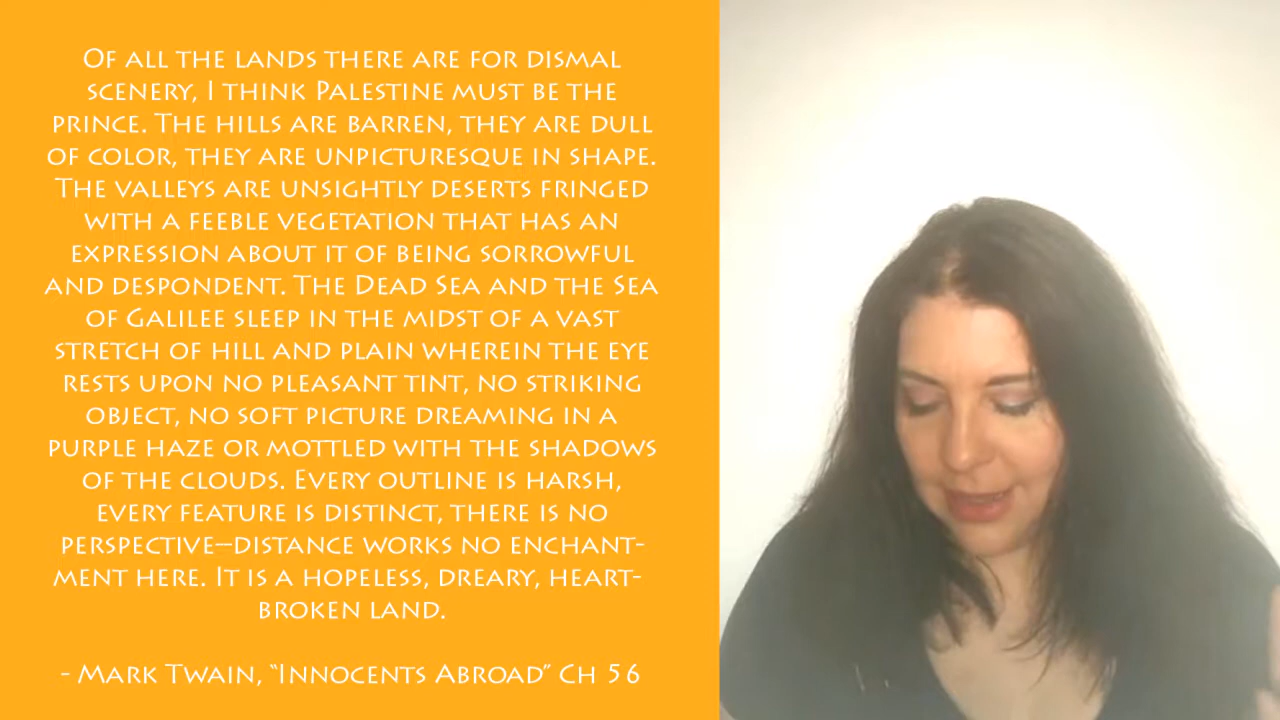 Of all the lands there are for dismal
scenery, I think Palestine must be the
prince. The hills are barren, they are dull
of color, they are unpicturesque in shape.
The valleys are unsightly deserts fringed
with a feeble vegetation that has an
expression about it of being sorrowful
and despondent. The Dead Sea and the Sea
of Galilee sleep in the midst of a vast
stretch of hill and plain wherein the eye
rests upon no pleasant tint, no striking
object, no soft picture dreaming in a
purple haze or mottled with the shadows
of the clouds. Every outline is harsh,
every feature is distinct, there is no
perspective—distance works no enchant-
ment here. It is a hopeless, dreary, heart-
broken land.
- Mark Twain, “Innocents Abroad” Ch 56